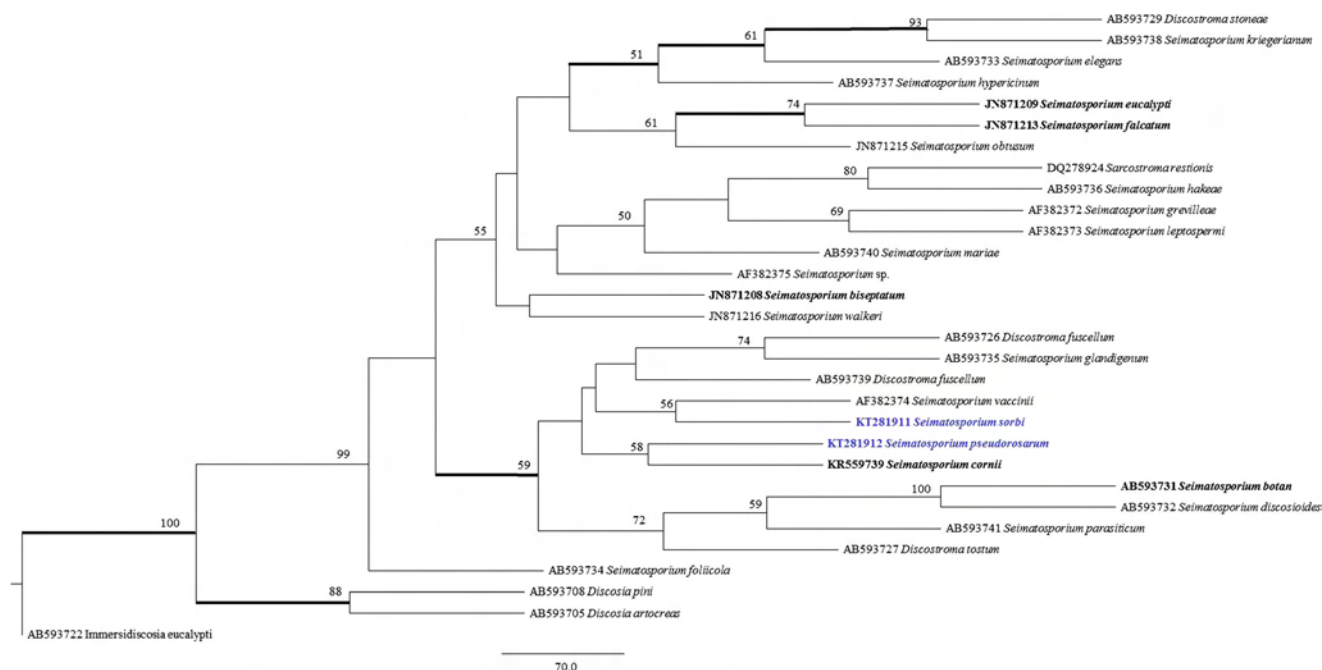 AB593729 Discostroma stoneae
93
AB593738 Seimatosporium kriegerianum
61
AB593733 Seimatosporium elegans
51
AB593737 Seimatosporium hypericinum
74
JN871209 Seimatosporium eucalypti
JN871213 Seimatosporium falcatum
61
JN871215 Seimatosporium obtusum
DQ278924 Sarcostroma restionis
80
AB593736 Seimatosporium hakeae
AF382372 Seimatosporium grevilleae
50
69
AF382373 Seimatosporium leptospermi
55
AB593740 Seimatosporium mariae
AF382375 Seimatosporium sp.
JN871208 Seimatosporium biseptatum
JN871216 Seimatosporium walkeri
AB593726 Discostroma fuscellum
74
AB593735 Seimatosporium glandigenum
AB593739 Discostroma fuscellum
AF382374 Seimatosporium vaccinii
56
KT281911 Seimatosporium sorbi
KT281912 Seimatosporium pseudorosarum
58
99
59
KR559739 Seimatosporium cornii
AB593731 Seimatosporium botan
100
AB593732 Seimatosporium discosioides
59
72
100
AB593741 Seimatosporium parasiticum
AB593727 Discostroma tostum
AB593734 Seimatosporium foliicola
88
AB593708 Discosia pini
AB593705 Discosia artocreas
AB593722 Immersidiscosia eucalypti
70.0